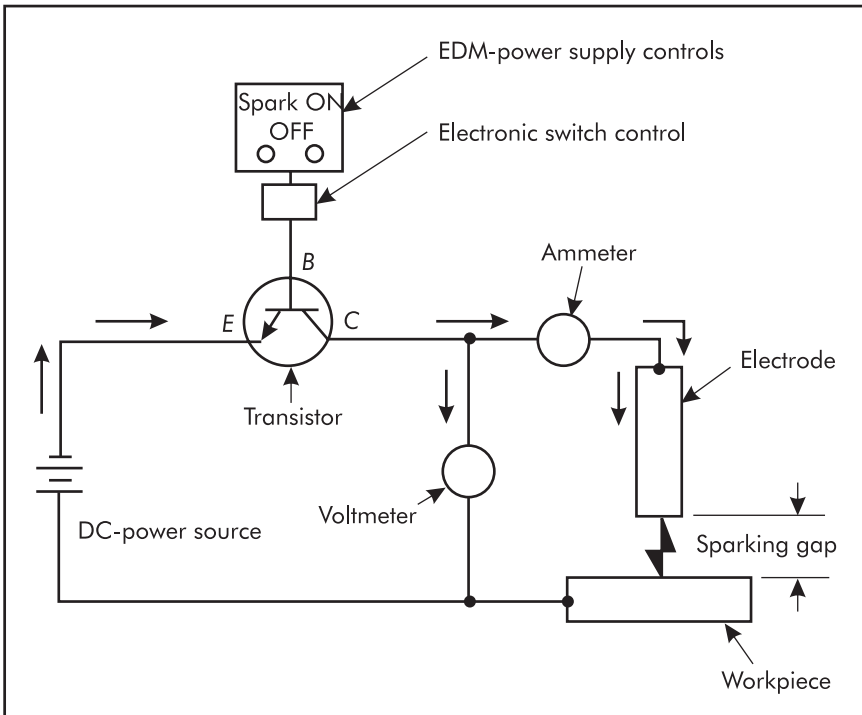 EDM-power supply controls
Spark ON
OFF
Electronic switch control
B
Ammeter
E
C
Electrode
Transistor
Voltmeter
DC-power source
Sparking gap
Workpiece